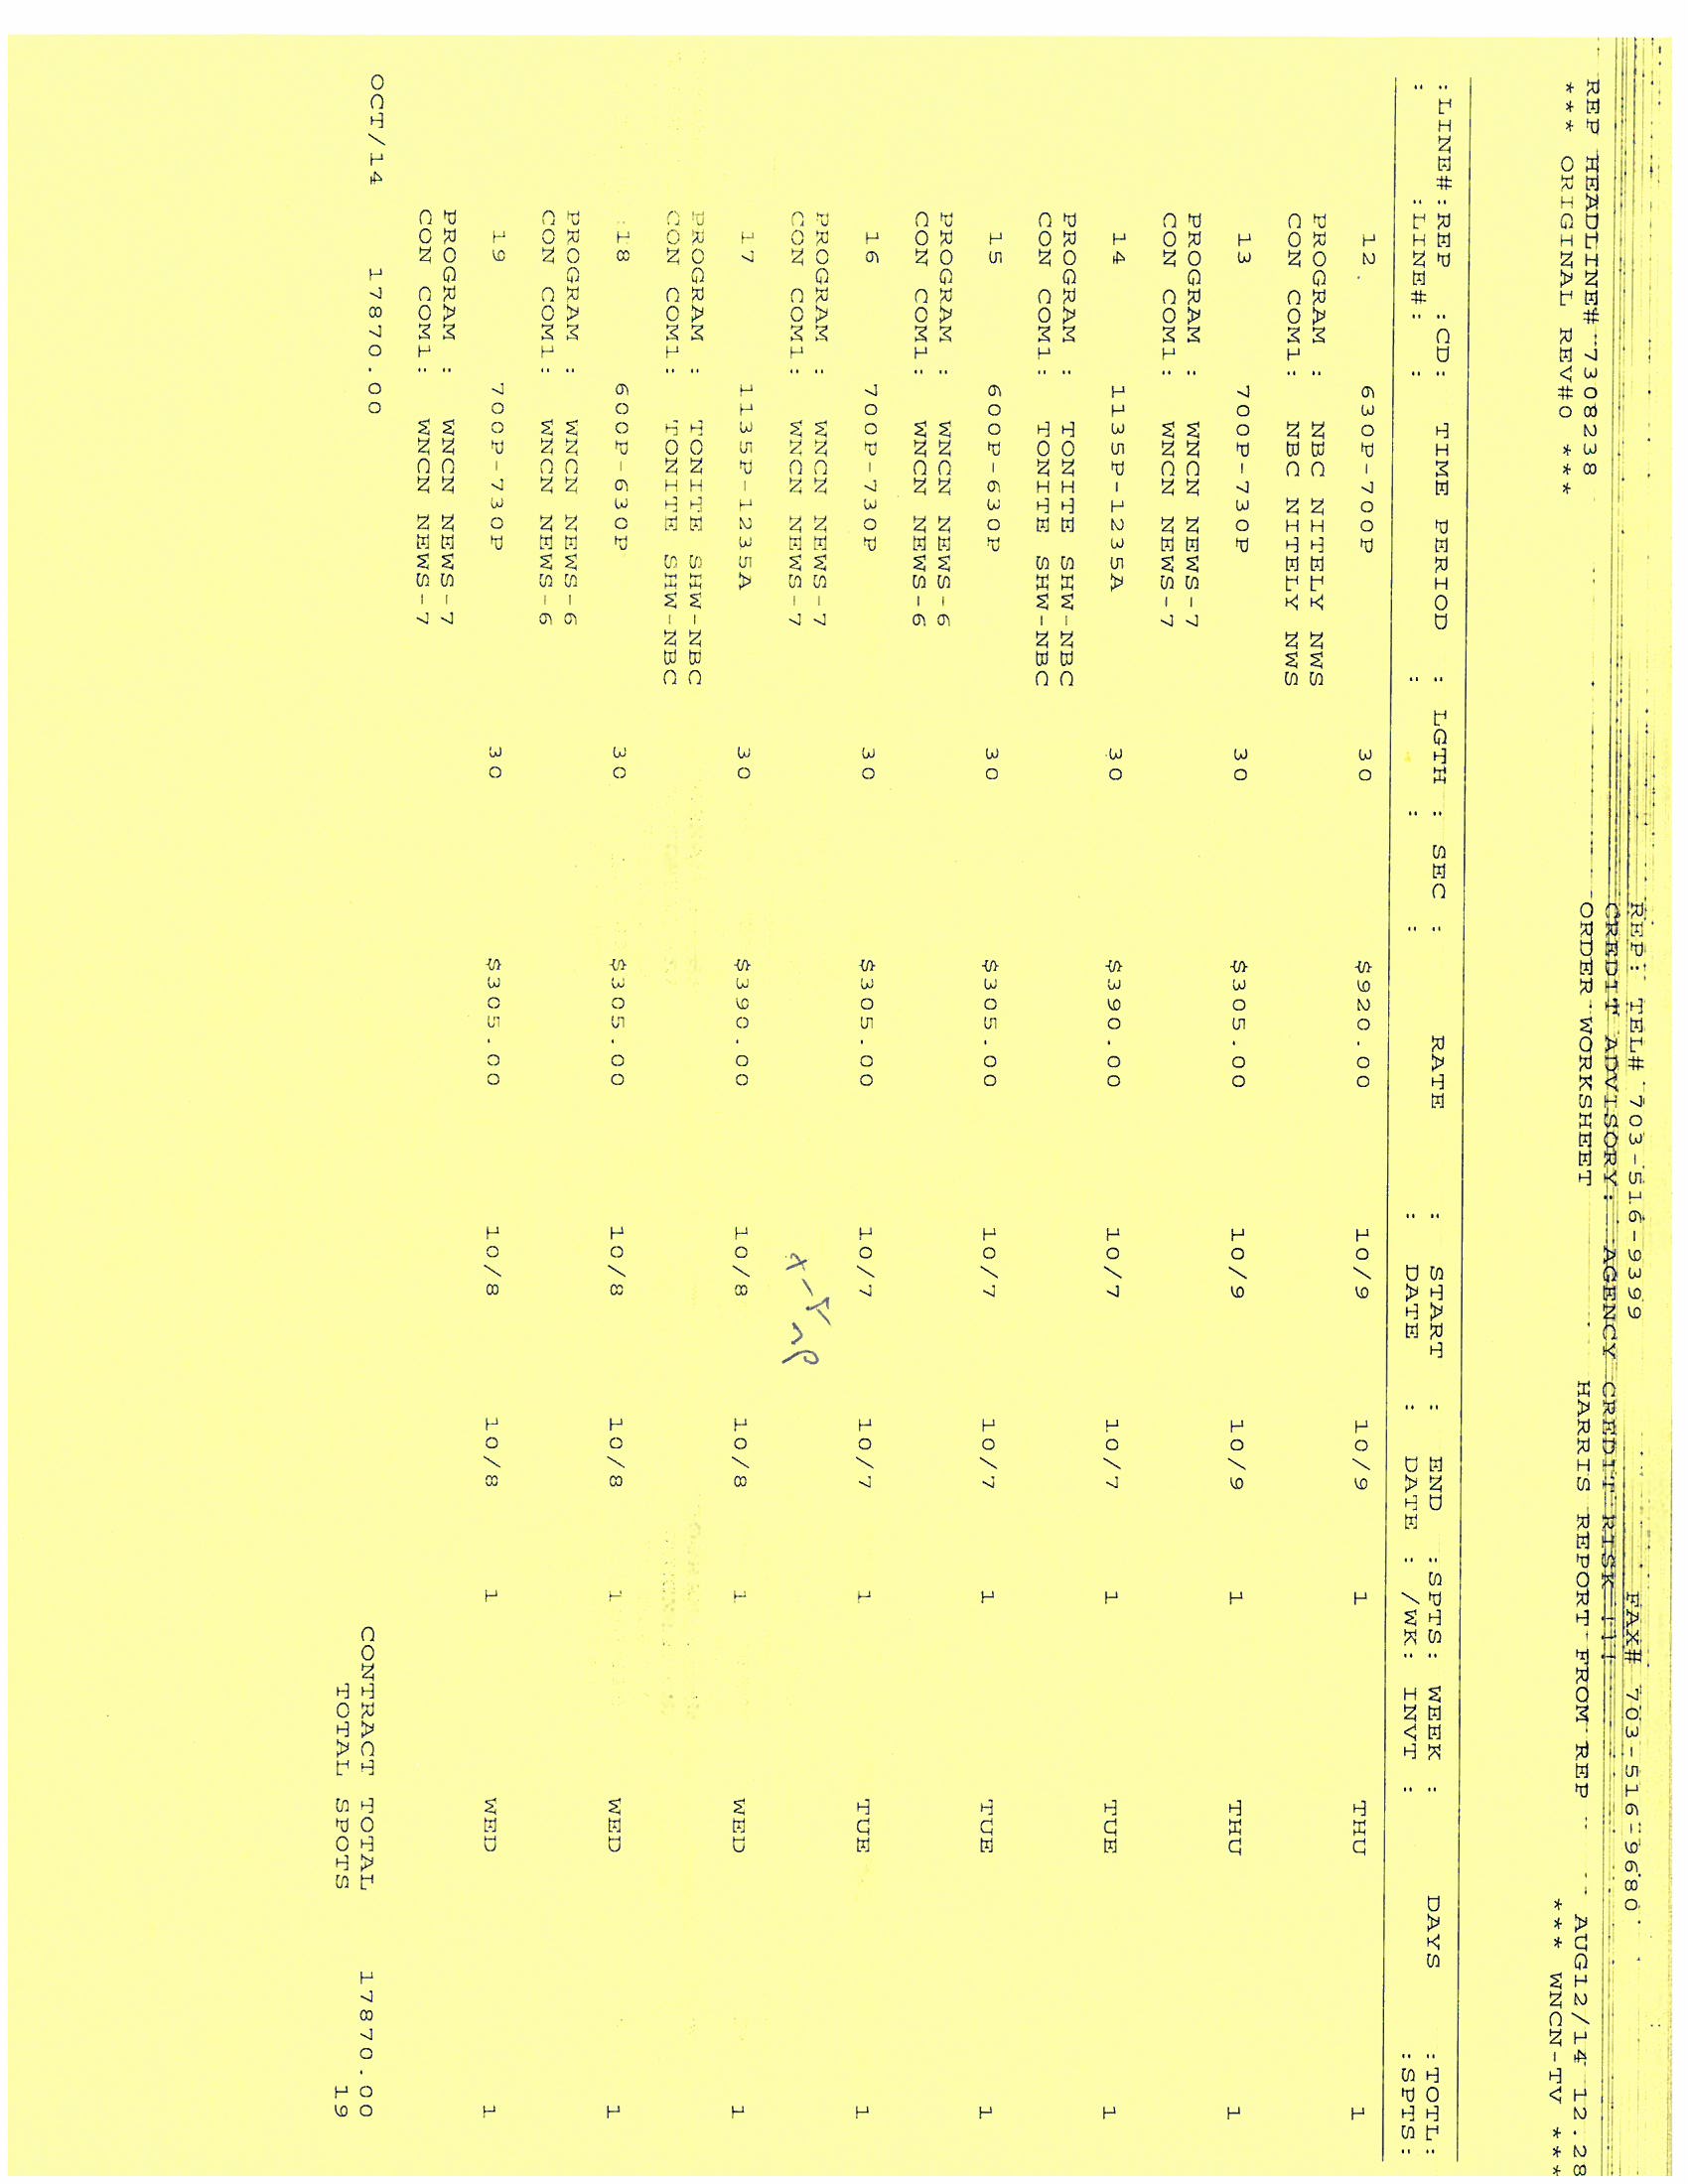 REP: TEL# 703-516-9399 FAX# 703-516-9680
CREDIT ADVISORY: AGENCY CREDIT RISK
REP HEADLINE# 7308238 ORDER WORKSHEET HARRIS REPORT FROM REP AUG12/14 12.28
*** ORIGINAL REV#0 *** *** WNCN-TV ***
:LINE#:REP :CD: TIME PERIOD : LGTH : SEC : RATE : START : END :SPTS: WEEK : DAYS :TOTL:
: :LINE#: : : : : : DATE : DATE : /WK: INVT : :SPTS:
12 630P-700P 30 $920.00 10/9 10/9 1 THU 1
PROGRAM : NBC NITELY NWS
CON COM1: NBC NITELY NWS
13 700P-730P 30 $305.00 10/9 10/9 1 THU 1
PROGRAM : WNCN NEWS-7
CON COM1: WNCN NEWS-7
14 1135P-1235A 30 $390.00 10/7 10/7 1 TUE 1
PROGRAM : TONITE SHW-NBC
CON COM1: TONITE SHW-NBC
15 600P-630P 30 $305.00 10/7 10/7 1 TUE 1
PROGRAM : WNCN NEWS-6
CON COM1: WNCN NEWS-6
16 700P-730P 30 $305.00 10/7 10/7 1 TUE 1
PROGRAM : WNCN NEWS-7
CON COM1: WNCN NEWS-7
17 1135P-1235A 30 $390.00 10/8 10/8 1 WED 1
PROGRAM : TONITE SHW-NBC
CON COM1: TONITE SHW-NBC
18 600P-630P 30 $305.00 10/8 10/8 1 WED 1
PROGRAM : WNCN NEWS-6
CON COM1: WNCN NEWS-6
19 700P-730P 30 $305.00 10/8 10/8 1 WED 1
PROGRAM : WNCN NEWS-7
CON COM1: WNCN NEWS-7
OCT/14 17870.00 CONTRACT TOTAL 17870.00
TOTAL SPOTS 19